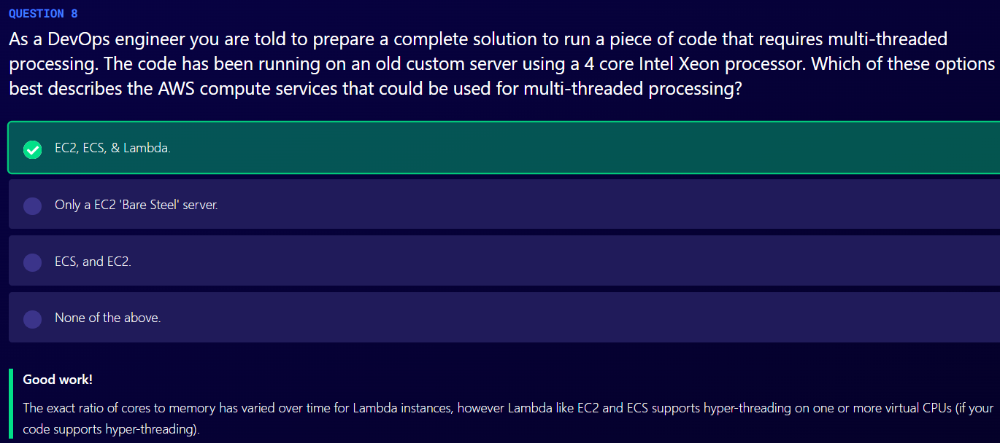 QUESTION 8
As a DevOps engineer you are told to prepare a complete solution to run a piece of code that requires multi-threaded
processing. The code has been running on an old custom server using a 4 core Intel Xeon processor. Which of these options
best describes the AWS compute services that could be used for multi-threaded processing?
EC2, ECS, & Lambda.
Only a EC2 'Bare Steel' server.
ECS, and EC2.
None of the above.
Good work!
The exact ratio of cores to memory has varied over time for Lambda instances, however Lambda like EC2 and ECS supports hyper-threading on one or more virtual CPUs (if your
code supports hyper-threading).